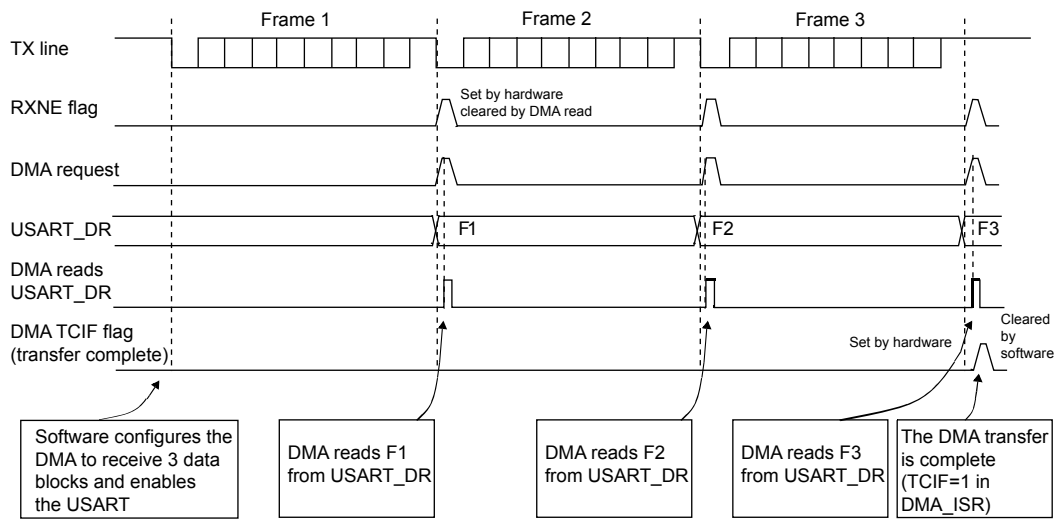 Frame 1
Frame 2
Frame 3
TX line
RXNE flag
Set by hardware
cleared by DMA read
DMA request
USART_DR
F1
F2
F3
DMA reads
USART_DR
DMA TCIF flag
(transfer complete)
Set by hardware
Cleared
by
software
Software configures the
DMA to receive 3 data
blocks and enables
the USART
DMA reads F1
from USART_DR
DMA reads F2
from USART_DR
DMA reads F3
from USART_DR
The DMA transfer
is complete
(TCIF=1 in
DMA_ISR)